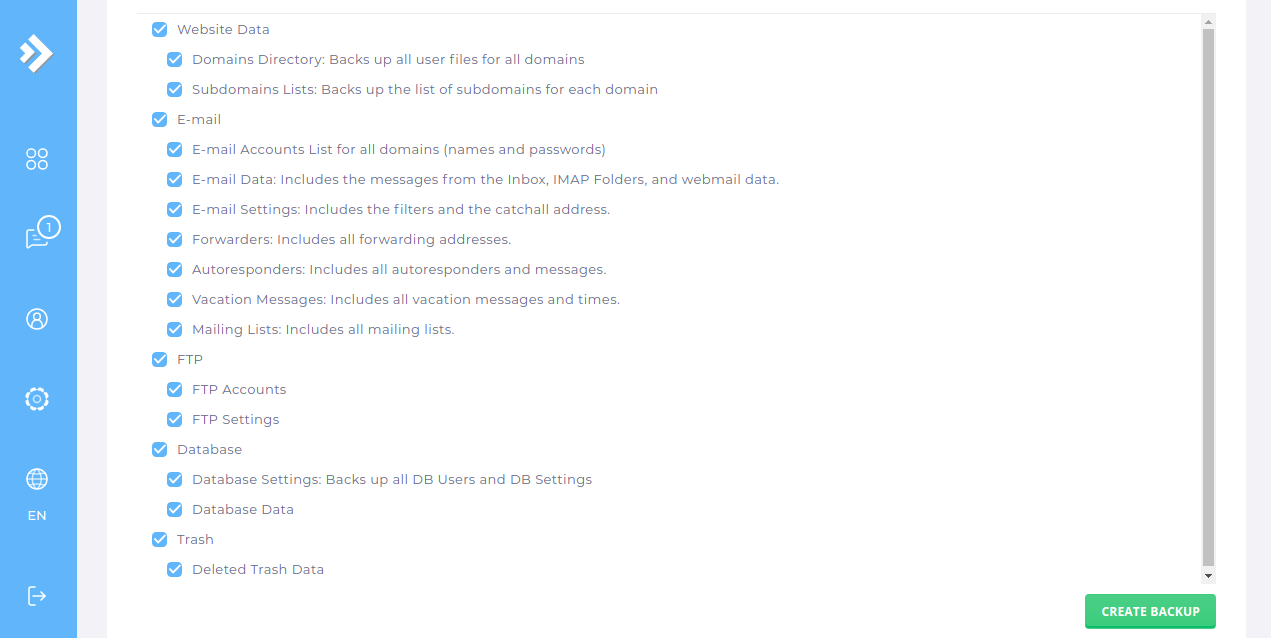 Website Data
Domains Directory: Backs up all user files for all domains
Subdomains Lists: Backs up the list of subdomains for each domain
E-mail
E-mail Accounts List for all domains (names and passwords)
E-mail Data: Includes the messages from the Inbox, IMAP Folders, and webmail data.
1
E-mail Settings: Includes the filters and the catchall address.
Forwarders: Includes all forwarding addresses.
Autoresponders: Includes all autoresponders and messages.
Vacation Messages: Includes all vacation messages and times.
Mailing Lists: Includes all mailing lists.
FTP
FTP Accounts
FTP Settings
Database
Database Settings: Backs up all DB Users and DB Settings
Database Data
EN
Trash
Deleted Trash Data
CREATE BACKUP